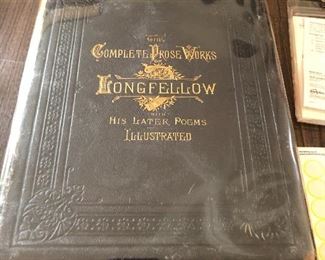 THE
COMPLETE PROSE WORKS
OF
LONGFELLOW
WITH
HIS LATER POEMS
ILLUSTRATED